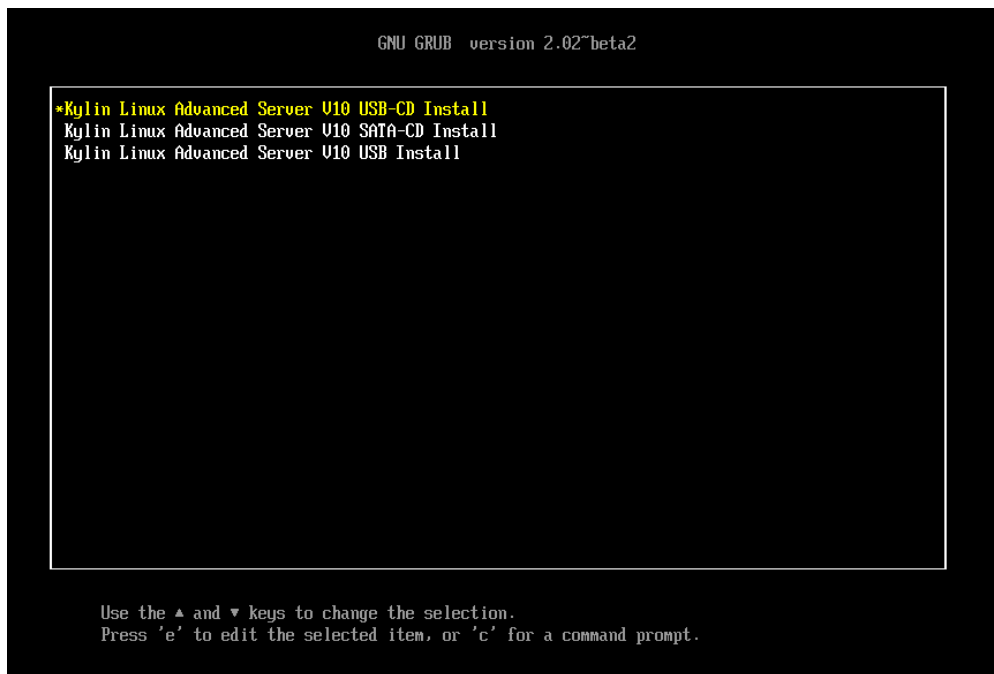 GNU GRUB  version 2.02~beta2
*Kylin Linux Advanced Server V10 USB-CD Install
Kylin Linux Advanced Server V10 SATA-CD Install
Kylin Linux Advanced Server V10 USB Install
Use the ▲ and ▼ keys to change the selection.
Press 'e' to edit the selected item, or 'c' for a command prompt.